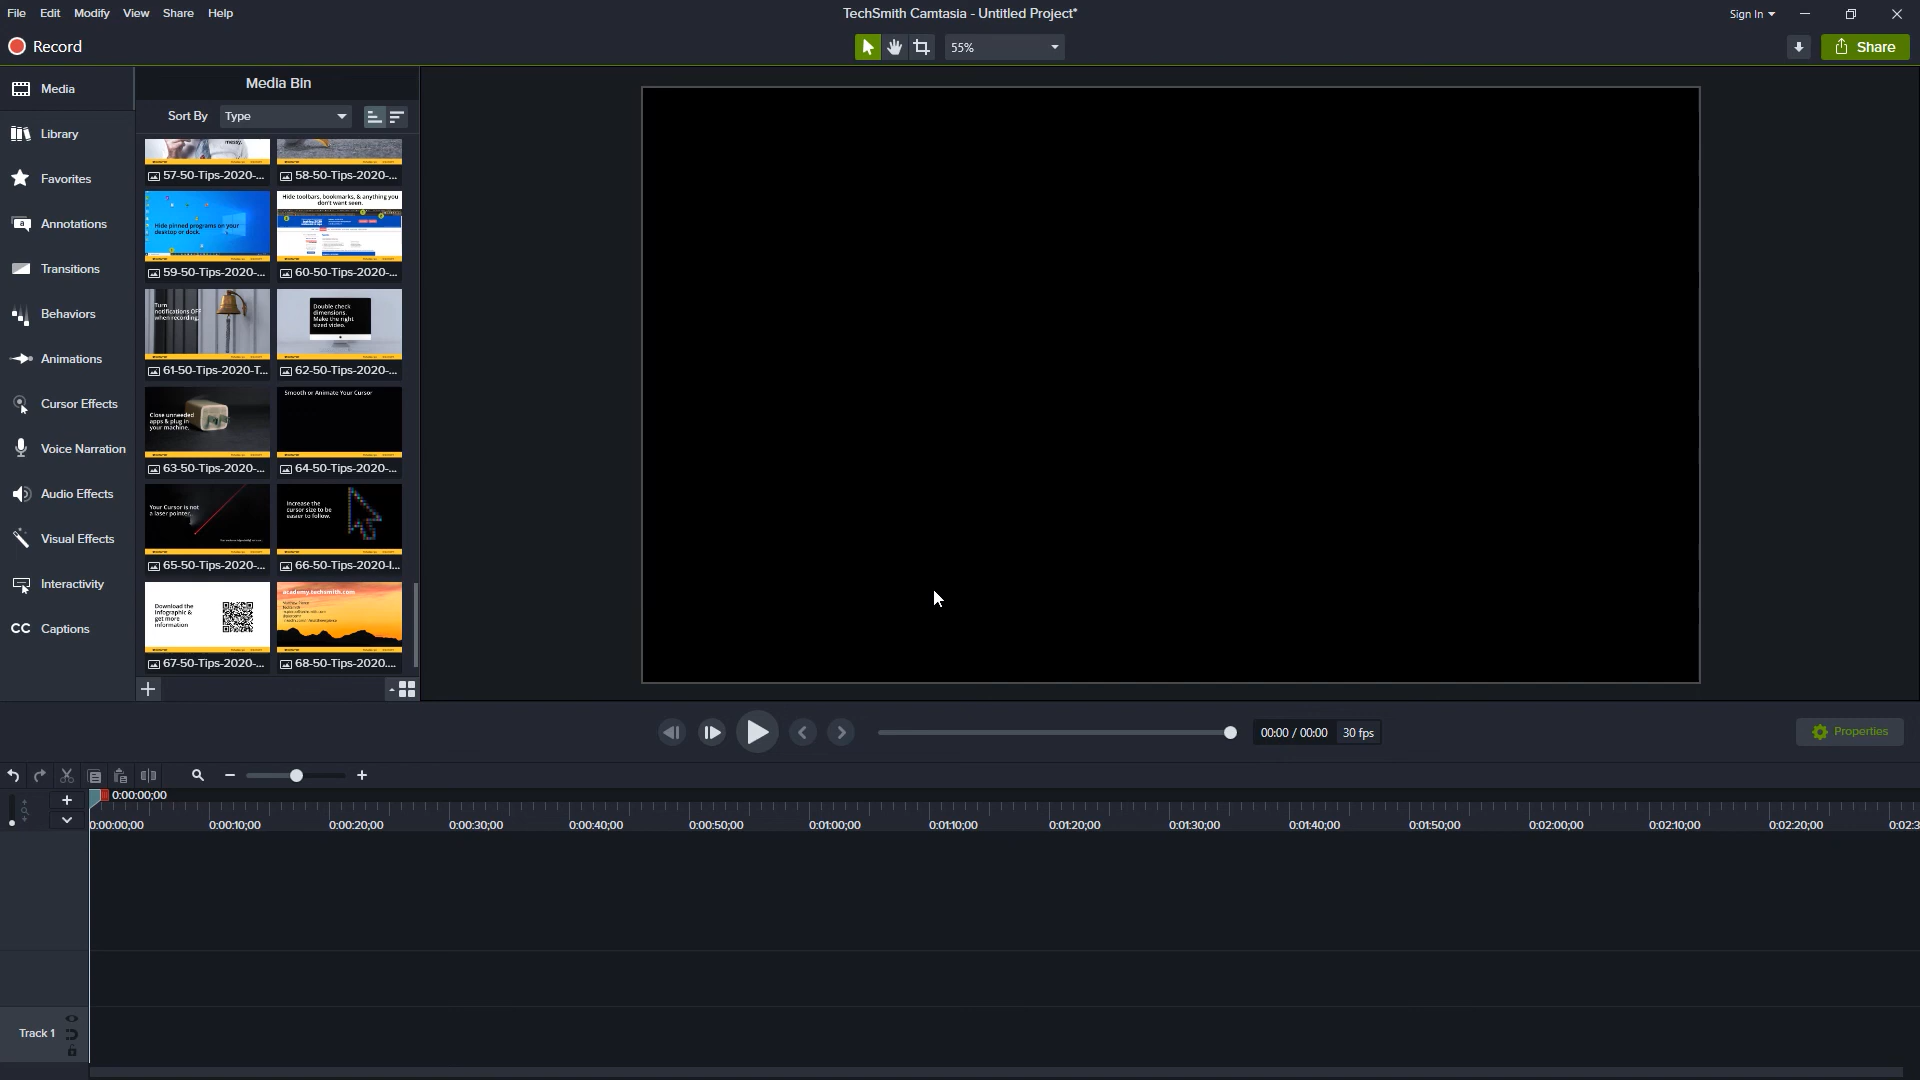 File Edit Modify View Share Help
TechSmith Camtasia - Untitled Project*
Sign In
Record
55%
Share
Media
Library
Favorites
Annotations
Transitions
Behaviors
Animations
Cursor Effects
Voice Narration
Audio Effects
Visual Effects
Interactivity
CC Captions
Media Bin
Sort By Type
messy.
57-50-Tips-2020-...
58-50-Tips-2020-...
Hide pinned programs on your
desktop or dock.
Hide toolbars, bookmarks, & anything you
don't want seen.
59-50-Tips-2020-...
60-50-Tips-2020-...
Turn
notifications OFF
when recording.
Double check
dimensions.
Make the right
sized video.
61-50-Tips-2020-T...
62-50-Tips-2020-...
Close unneeded
apps & plug in
your machine.
Smooth or Animate Your Cursor
63-50-Tips-2020-...
64-50-Tips-2020-...
Your Cursor is not
a laser pointer.
Increase the
cursor size to be
easier to follow.
65-50-Tips-2020-...
66-50-Tips-2020-I...
Download the
infographic &
get more
information
academy.techsmith.com
67-50-Tips-2020-...
68-50-Tips-2020....
00:00 / 00:00 30 fps
Properties
0:00:00;00
0:00:00;00 0:00:10;00 0:00:20;00 0:00:30;00 0:00:40;00 0:00:50;00 0:01:00;00 0:01:10;00 0:01:20;00 0:01:30;00 0:01:40;00 0:01:50;00 0:02:00;00 0:02:10;00 0:02:20;00 0:02:3
Track 1